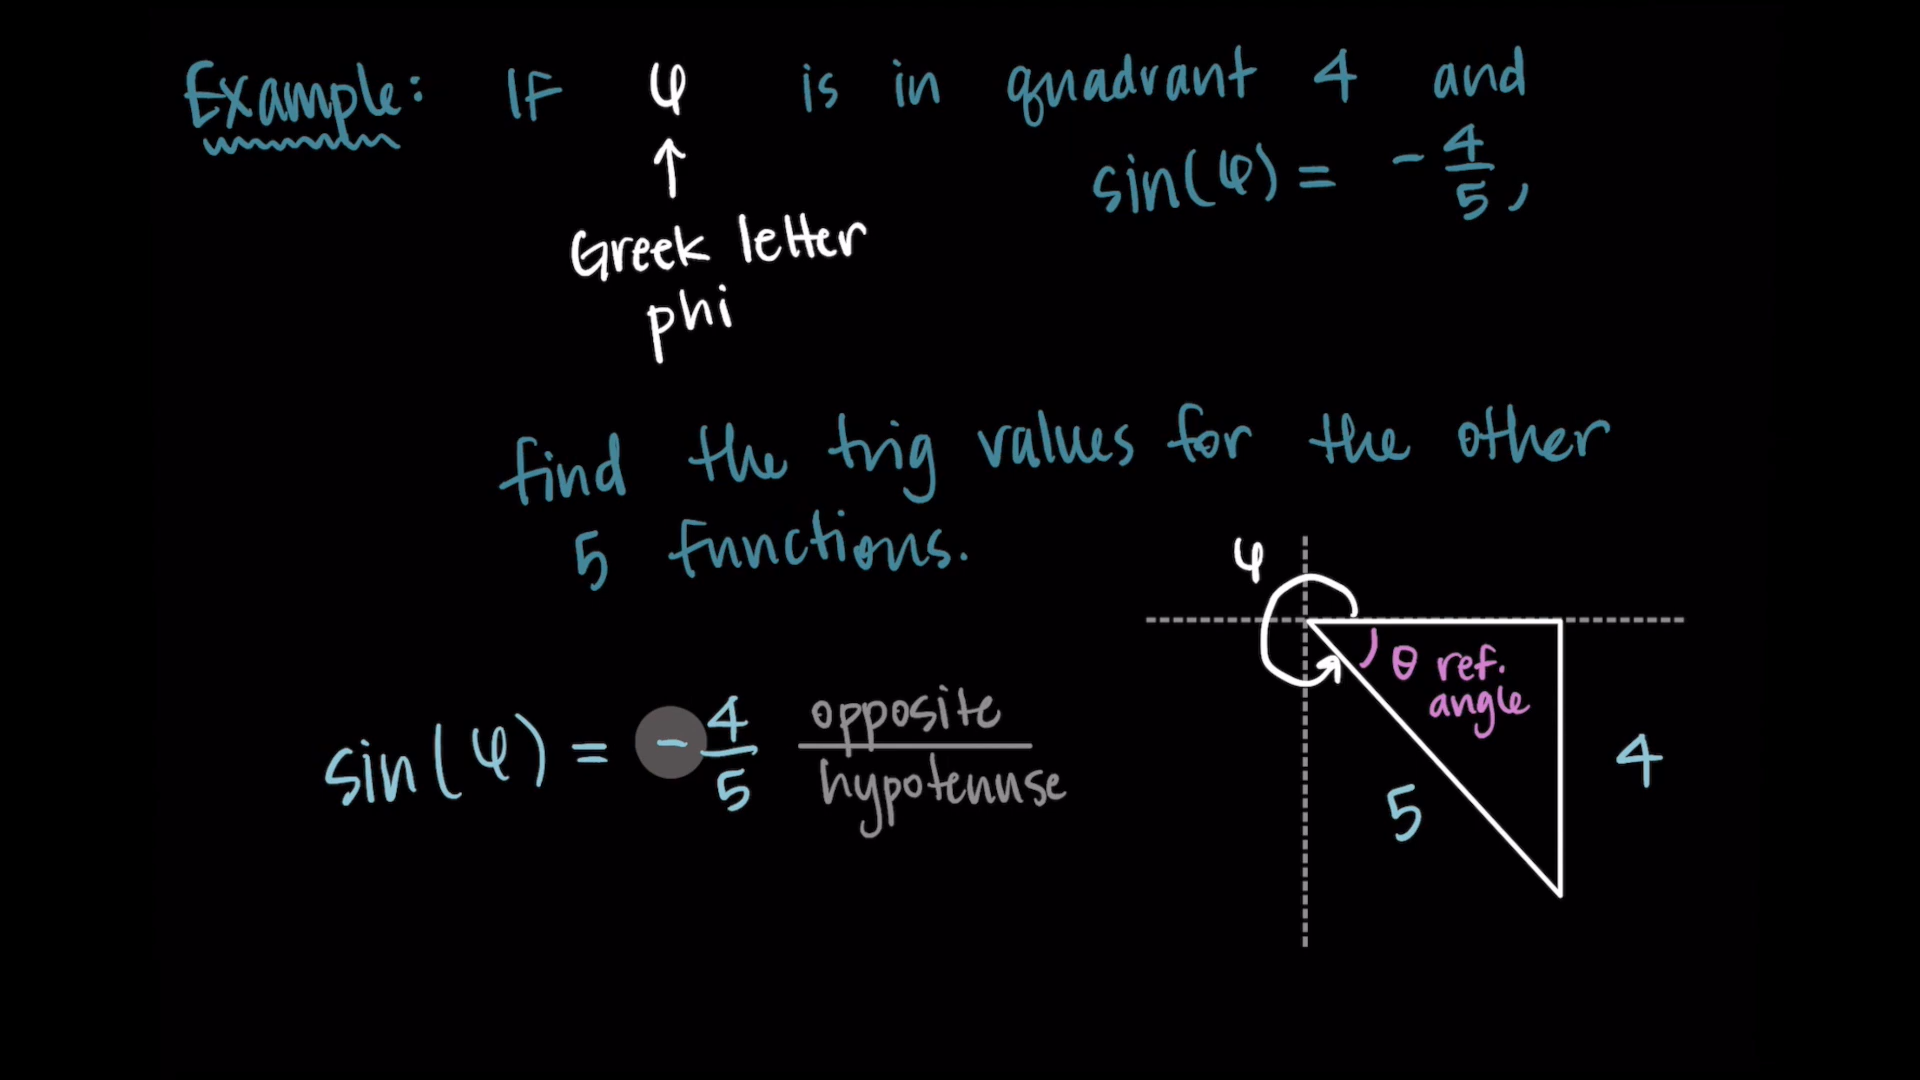 Example: IF φ is in quadrant 4 and
sin(φ) = - 4/5,
↑
Greek letter
phi
find the trig values for the other
5 functions.
φ
θ ref.
angle
sin(φ) = - 4/5 opposite/hypotenuse
5
4